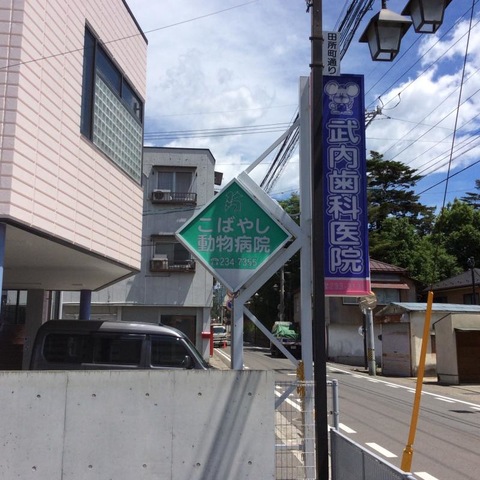 田所町通り
武内歯科医院
こばやし
動物病院
☎234-7355